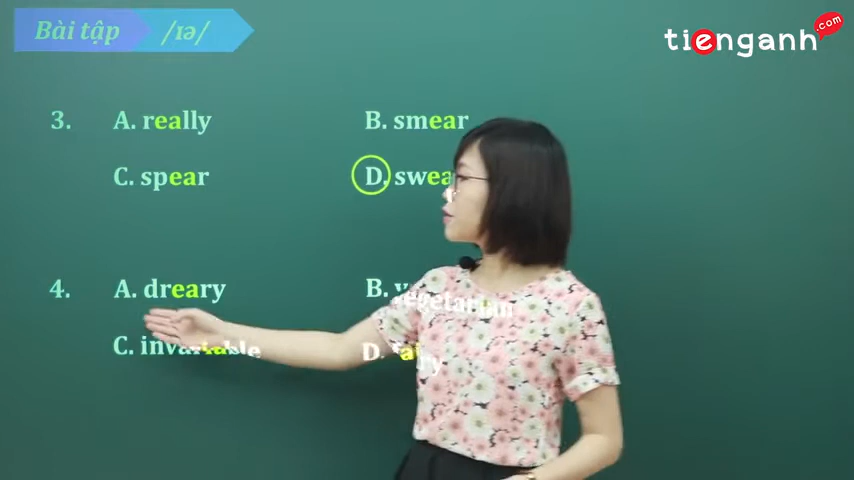 Bài tập /ɪə/
tienganh.com
3. A. really B. smear
C. spear D. swea
4. A. dreary B. vegetarian
C. invariable D. fairy